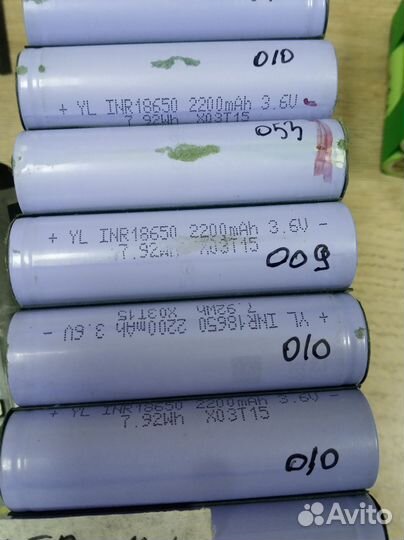 010
+ YL INR18650 2200mAh 3.6V
7.92Wh X03T15
053
+ YL INR18650 2200mAh 3.6V -
7.92Wh X03T15
009
+ YL INR18650 2200mAh 3.6V -
7.92Wh X03T15
010
+ YL INR18650 2200mAh 3.6V -
7.92Wh X03T15
010
Avito